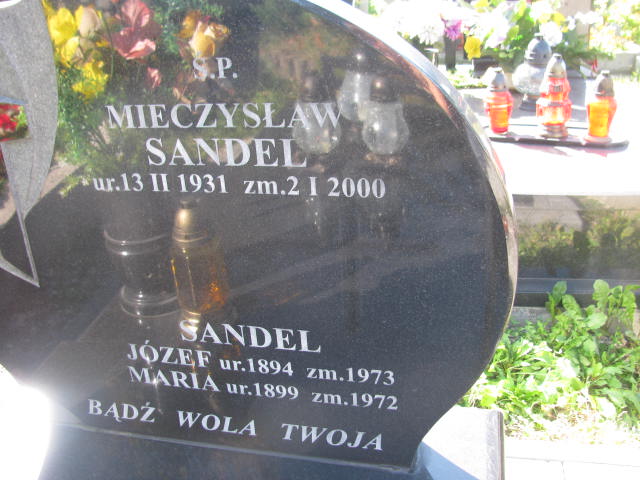 Ś.P.
MIECZYSŁAW
SANDEL
*ur.13 II 1931 zm.2 I 2000
SANDEL
JÓZEF ur.1894 zm.1973
MARIA ur.1899 zm.1972
BĄDŹ WOLA TWOJA